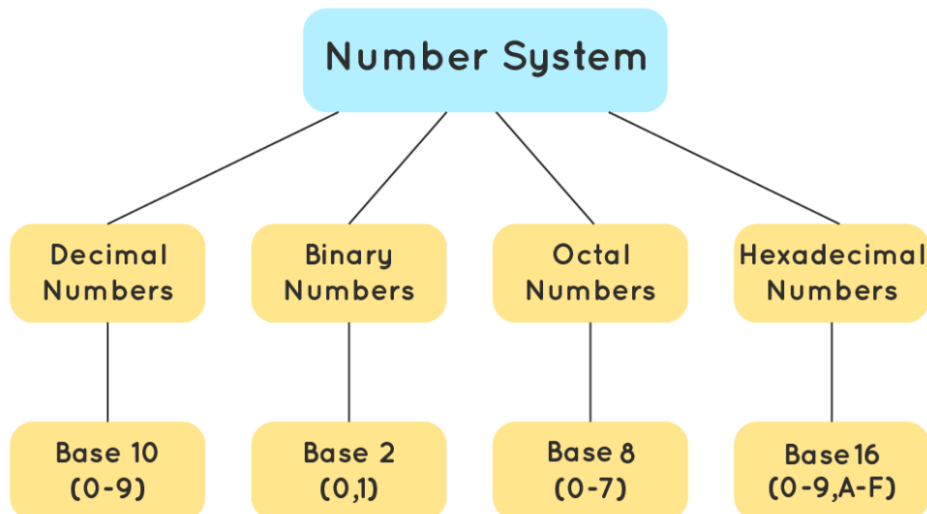 Number System
Decimal
Numbers
Binary
Numbers
Octal
Numbers
Hexadecimal
Numbers
Base 10
(0-9)
Base 2
(0,1)
Base 8
(0-7)
Base 16
(0-9,A-F)